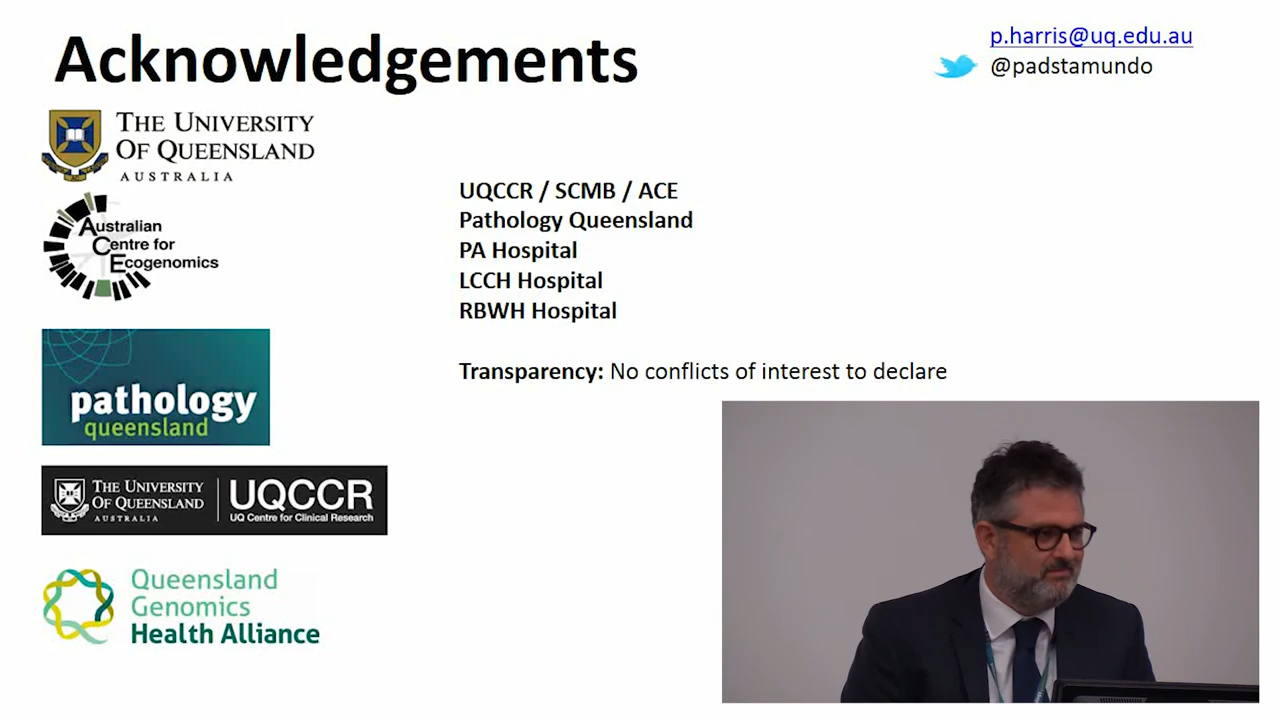 Acknowledgements
p.harris@uq.edu.au
@padstamundo
THE UNIVERSITY
OF QUEENSLAND
AUSTRALIA
Australian
Centre for
Ecogenomics
UQCCR / SCMB / ACE
Pathology Queensland
PA Hospital
LCCH Hospital
RBWH Hospital
Transparency: No conflicts of interest to declare
pathology
queensland
THE UNIVERSITY
OF QUEENSLAND
AUSTRALIA
UQCCR
UQ Centre for Clinical Research
Queensland
Genomics
Health Alliance